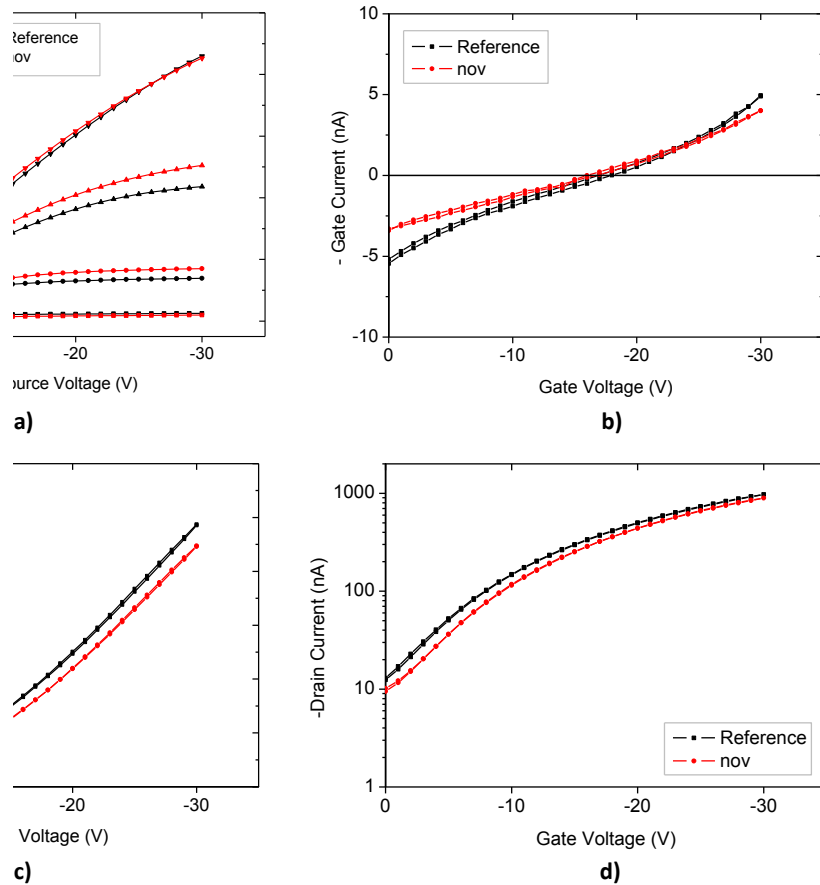 Reference
nov
-20
-30
ource Voltage (V)
a)
10
5
0
-5
-10
- Gate Current (nA)
Reference
nov
0
-10
-20
-30
Gate Voltage (V)
b)
-20
-30
Voltage (V)
c)
1000
100
10
1
-Drain Current (nA)
Reference
nov
0
-10
-20
-30
Gate Voltage (V)
d)